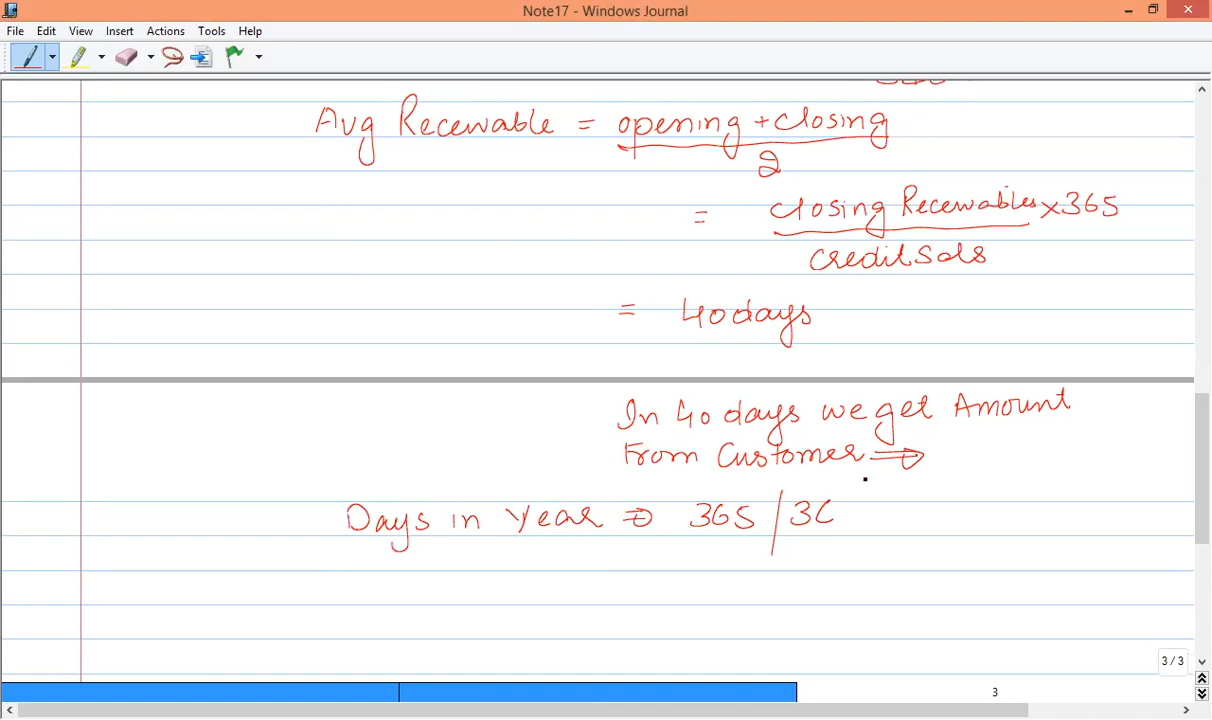 Note17 - Windows Journal
File Edit View Insert Actions Tools Help
Avg Recewable = opening + closing
2
= closing Recewables x 365
credit Sals
= 40 days
In 40 days we get Amount
From Customer ⇒
Days in Year ⇒ 365 / 36
3 / 3
3